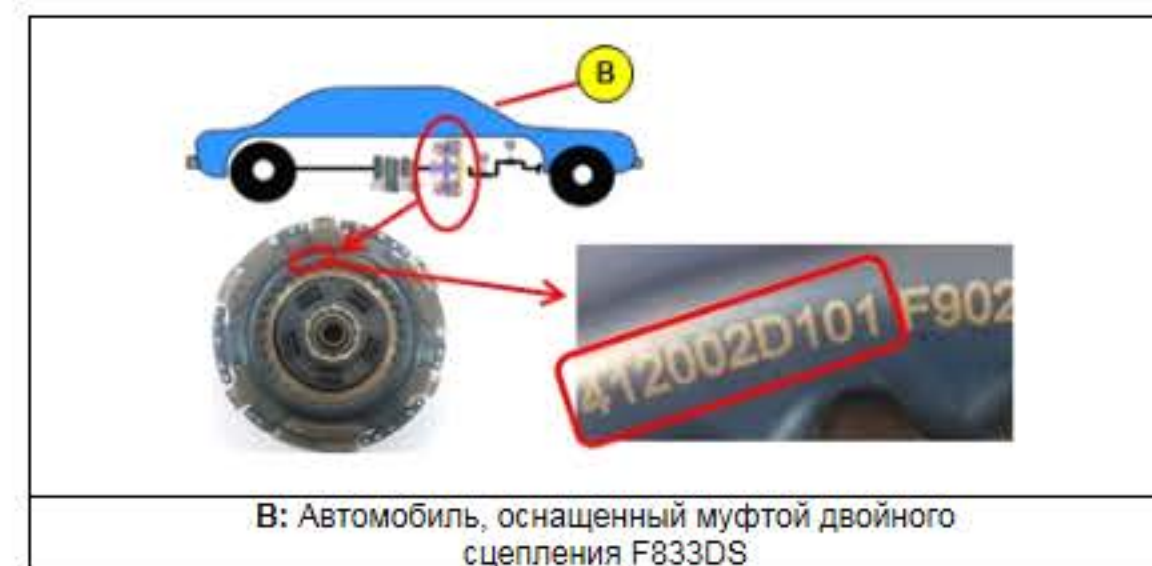 B
412002D101 F902
B: Автомобиль, оснащенный муфтой двойного
сцепления F833DS